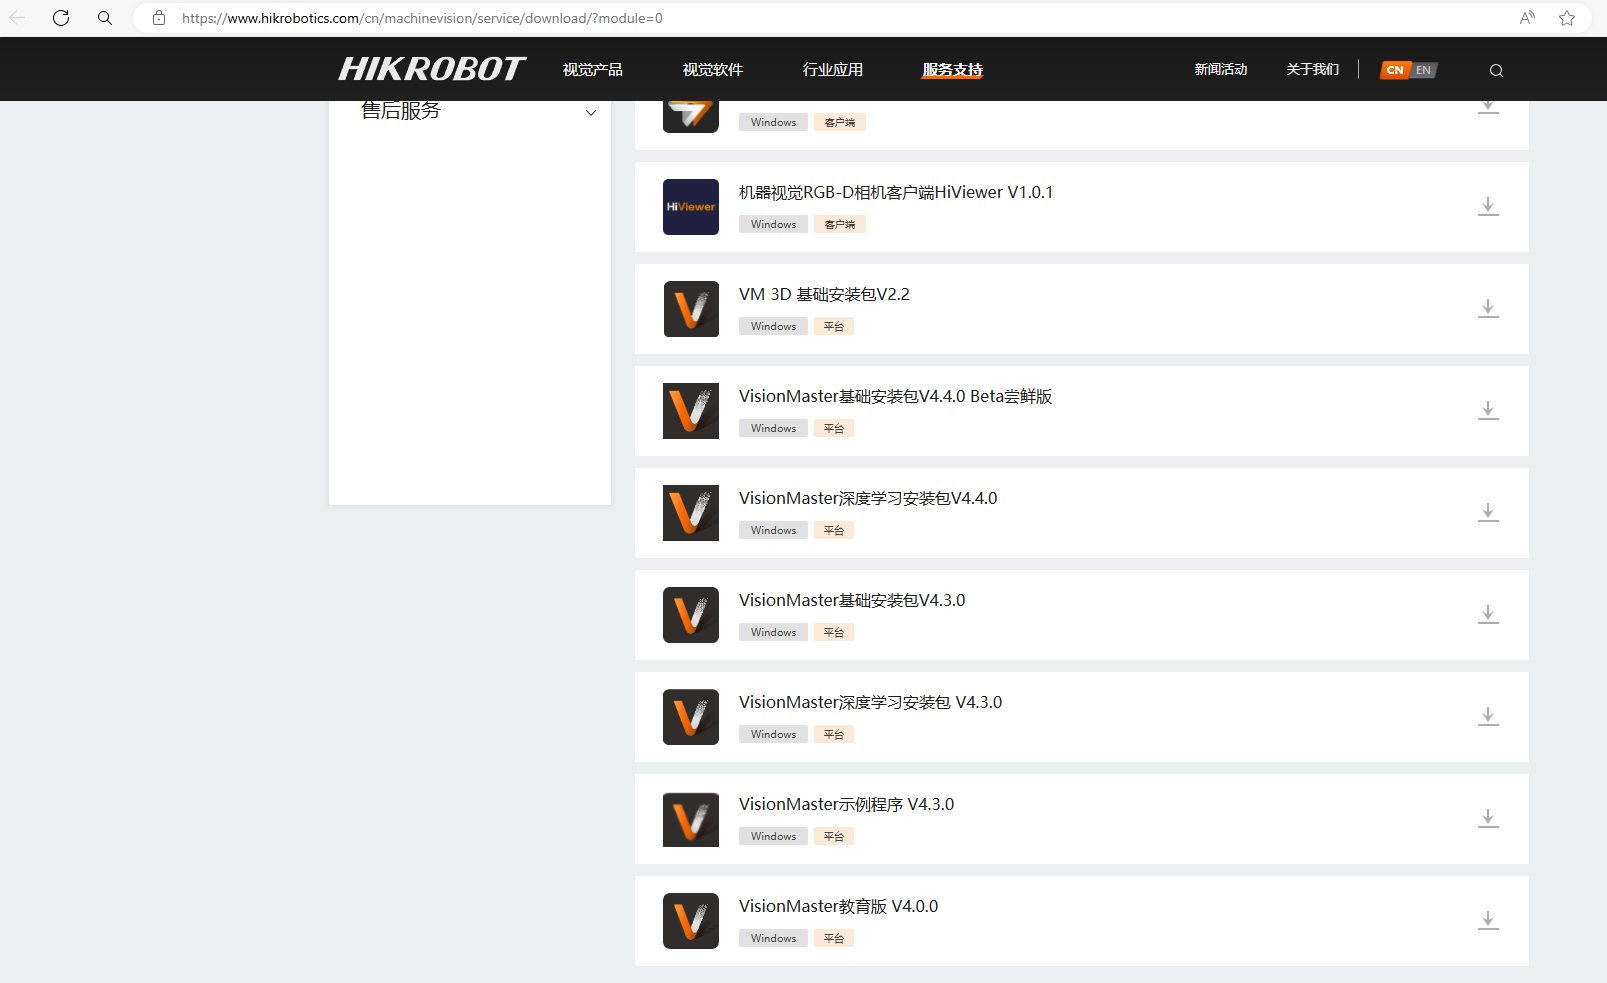 https://www.hikrobotics.com/cn/machinevision/service/download/?module=0
HIKROBOT 视觉产品 视觉软件 行业应用 服务支持 新闻活动 关于我们 CN EN
售后服务
Windows 客户端
HiViewer
机器视觉RGB-D相机客户端HiViewer V1.0.1
Windows 客户端
VM 3D 基础安装包V2.2
Windows 平台
VisionMaster基础安装包V4.4.0 Beta尝鲜版
Windows 平台
VisionMaster深度学习安装包V4.4.0
Windows 平台
VisionMaster基础安装包V4.3.0
Windows 平台
VisionMaster深度学习安装包 V4.3.0
Windows 平台
VisionMaster示例程序 V4.3.0
Windows 平台
VisionMaster教育版 V4.0.0
Windows 平台